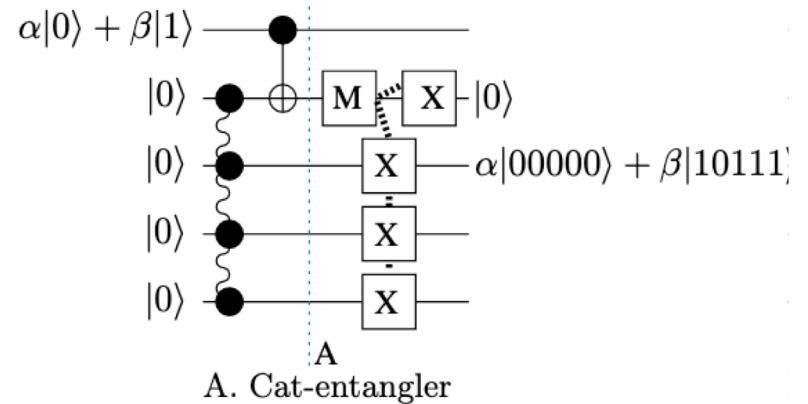 α|0⟩ + β|1⟩
|0⟩ M X |0⟩
|0⟩ X α|00000⟩ + β|10111⟩
|0⟩ X
|0⟩ X
A
A. Cat-entangler